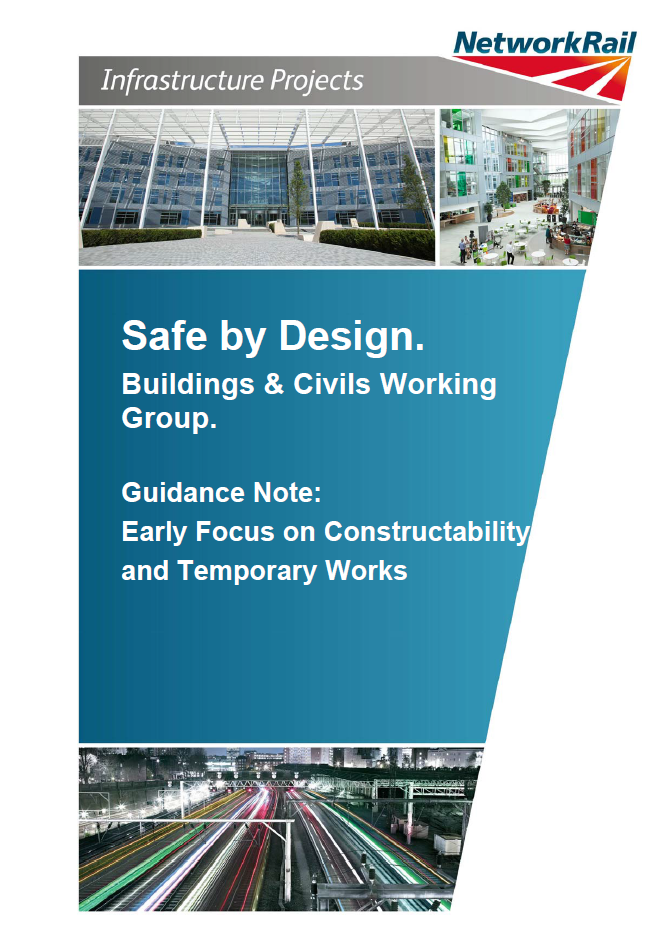 NetworkRail
Infrastructure Projects
Safe by Design.
Buildings & Civils Working
Group.
Guidance Note:
Early Focus on Constructability
and Temporary Works